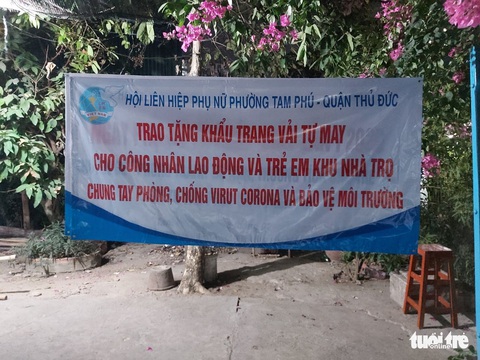 HỘI LIÊN HIỆP PHỤ NỮ PHƯỜNG TAM PHÚ - QUẬN THỦ ĐỨC
TRAO TẶNG KHẨU TRANG VẢI TỰ MAY
CHO CÔNG NHÂN LAO ĐỘNG VÀ TRẺ EM KHU NHÀ TRỌ
CHUNG TAY PHÒNG, CHỐNG VIRUT CORONA VÀ BẢO VỆ MÔI TRƯỜNG
tuổi trẻ
online